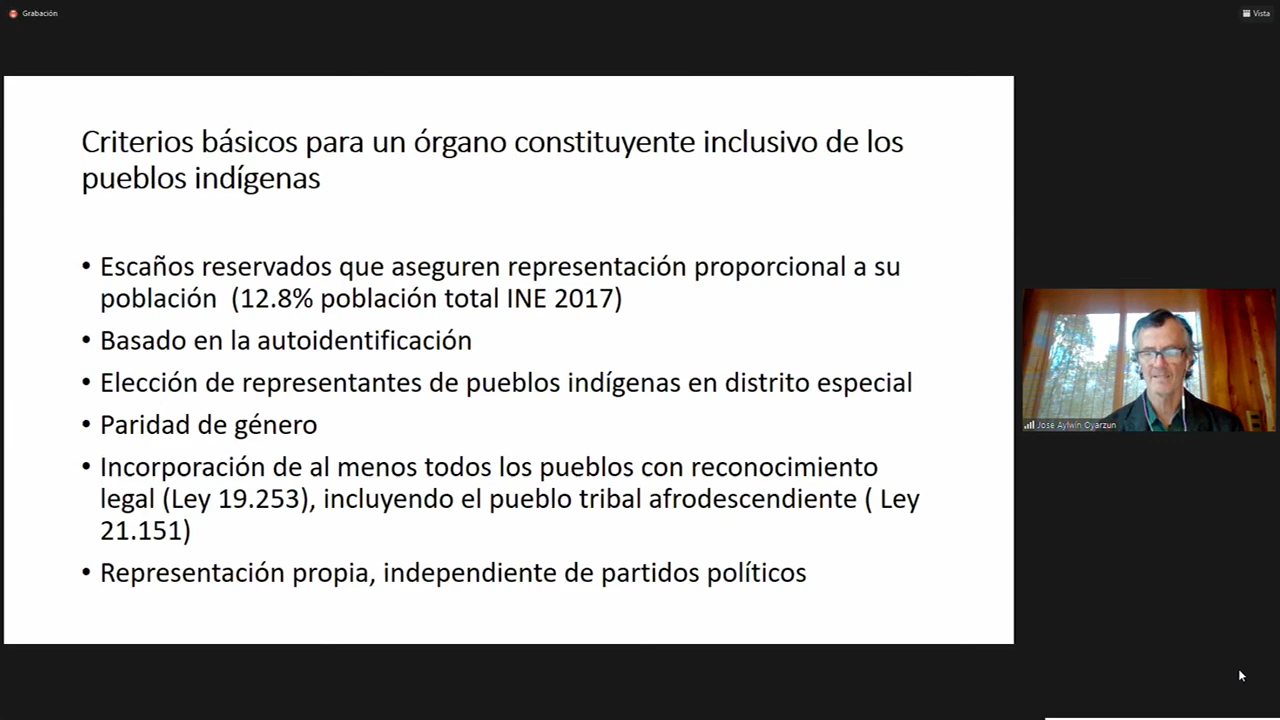 Grabación
Vista
Criterios básicos para un órgano constituyente inclusivo de los
pueblos indígenas
• Escaños reservados que aseguren representación proporcional a su
población (12.8% población total INE 2017)
• Basado en la autoidentificación
• Elección de representantes de pueblos indígenas en distrito especial
• Paridad de género
• Incorporación de al menos todos los pueblos con reconocimiento
legal (Ley 19.253), incluyendo el pueblo tribal afrodescendiente ( Ley
21.151)
• Representación propia, independiente de partidos políticos
José Aylwin Oyarzun